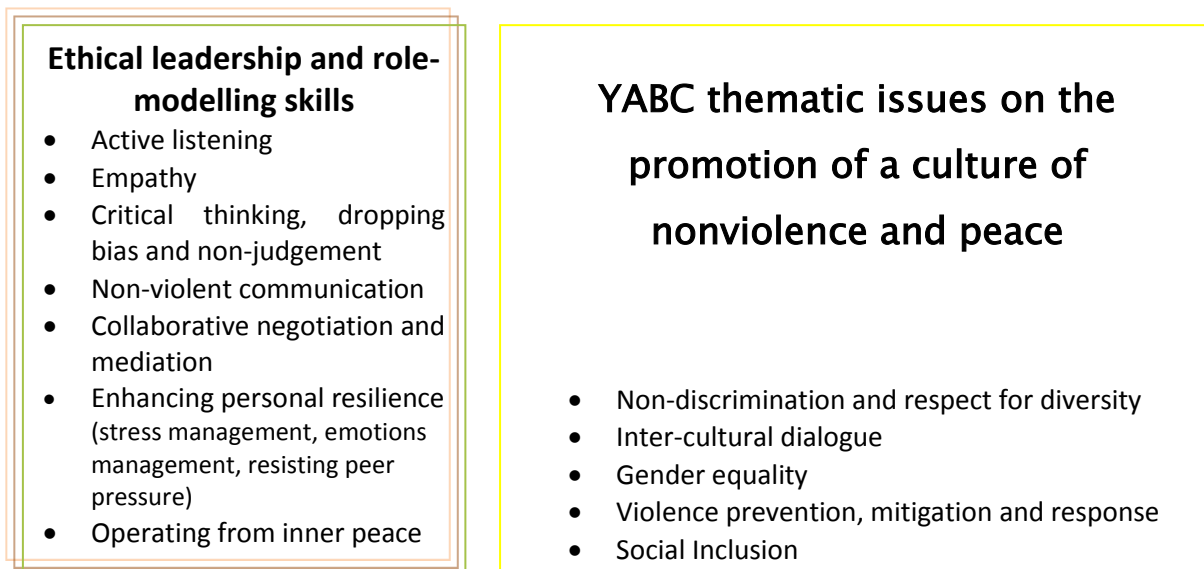 Ethical leadership and role-
modelling skills
• Active listening
• Empathy
• Critical thinking, dropping
bias and non-judgement
• Non-violent communication
• Collaborative negotiation and
mediation
• Enhancing personal resilience
(stress management, emotions
management, resisting peer
pressure)
• Operating from inner peace
YABC thematic issues on the
promotion of a culture of
nonviolence and peace
• Non-discrimination and respect for diversity
• Inter-cultural dialogue
• Gender equality
• Violence prevention, mitigation and response
• Social Inclusion